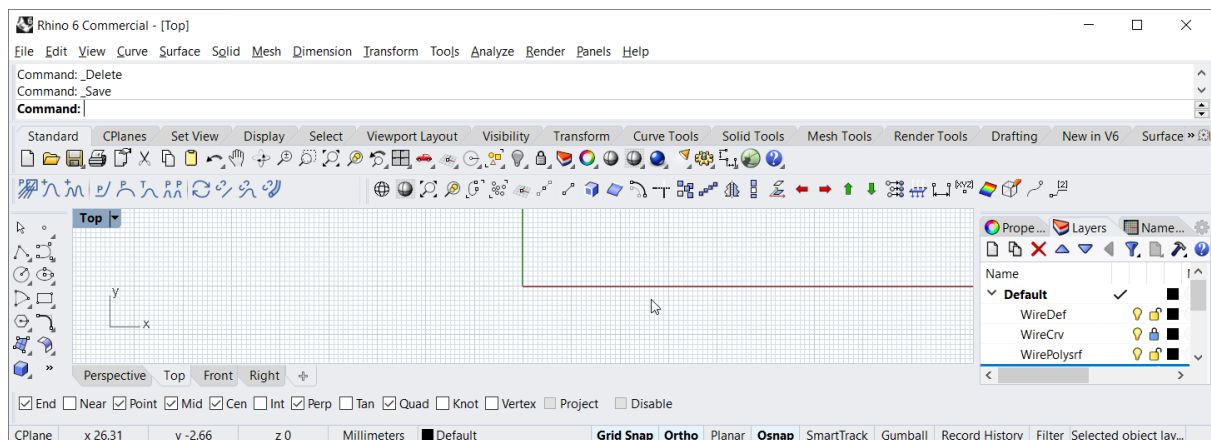 Rhino 6 Commercial - [Top]
File Edit View Curve Surface Solid Mesh Dimension Transform Tools Analyze Render Panels Help
Command: _Delete
Command: _Save
Command:
Standard CPlanes Set View Display Select Viewport Layout Visibility Transform Curve Tools Solid Tools Mesh Tools Render Tools Drafting New in V6 Surface »
Top
Prope... Layers Name...
Name
Default
WireDef
WireCrv
WirePolysrf
y
x
Perspective Top Front Right
End Near Point Mid Cen Int Perp Tan Quad Knot Vertex Project Disable
CPlane x 26.31 y -2.66 z 0 Millimeters Default Grid Snap Ortho Planar Osnap SmartTrack Gumball Record History Filter Selected object lay...